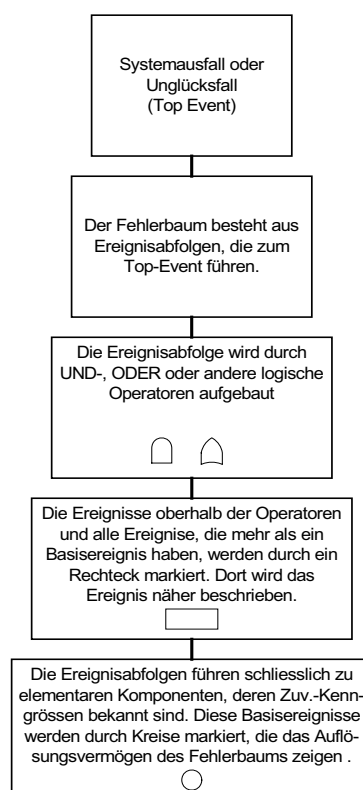 Systemausfall oder
Unglücksfall
(Top Event)
Der Fehlerbaum besteht aus
Ereignisabfolgen, die zum
Top-Event führen.
Die Ereignisabfolge wird durch
UND-, ODER oder andere logische
Operatoren aufgebaut
Die Ereignisse oberhalb der Operatoren
und alle Ereignise, die mehr als ein
Basisereignis haben, werden durch ein
Rechteck markiert. Dort wird das
Ereignis näher beschrieben.
Die Ereignisabfolgen führen schliesslich zu
elementaren Komponenten, deren Zuv.-Kenn-
grössen bekannt sind. Diese Basisereignisse
werden durch Kreise markiert, die das Auflö-
sungsvermögen des Fehlerbaums zeigen .